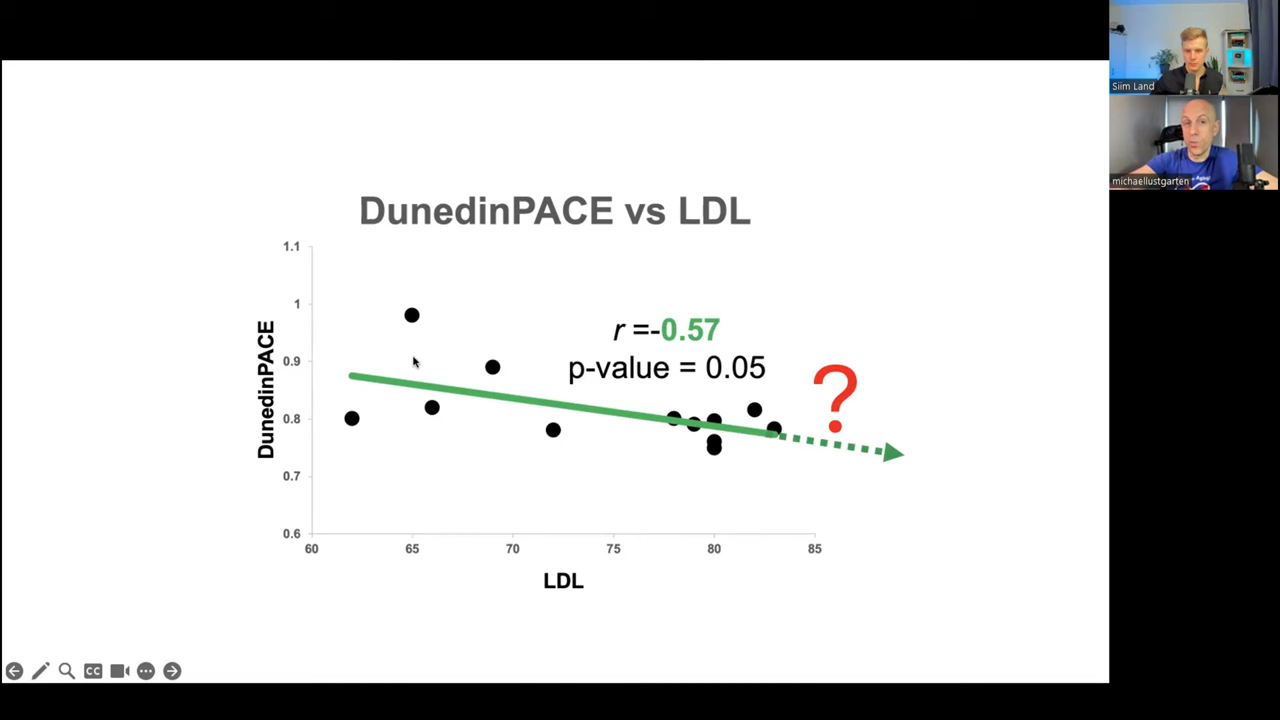 Siim Land
michaellustgarten
DunedinPACE vs LDL
1.1
1
0.9
0.8
0.7
0.6
DunedinPACE
r =-0.57
p-value = 0.05
?
60 65 70 75 80 85
LDL
CC